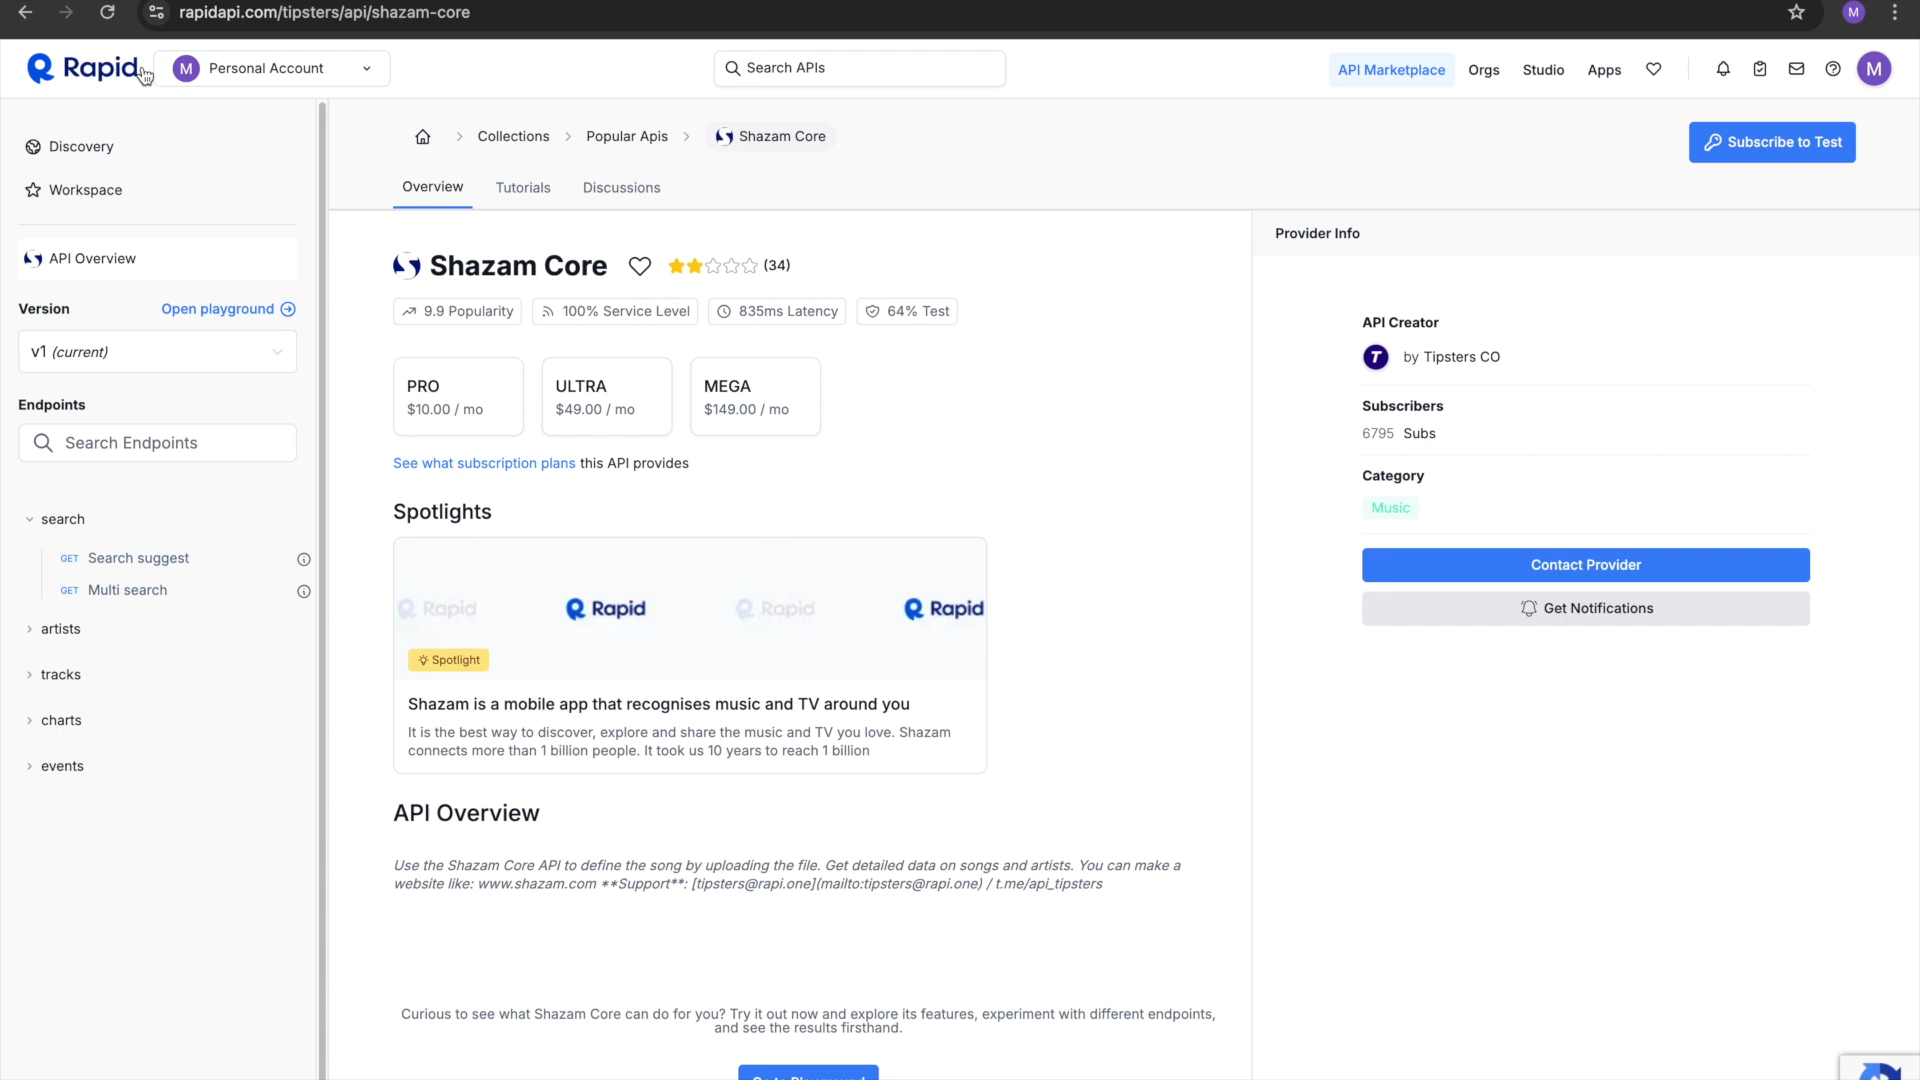 rapidapi.com/tipsters/api/shazam-core
M
Rapid
M Personal Account
Search APIs
API Marketplace
Orgs
Studio
Apps
M
Discovery
Workspace
API Overview
Version
Open playground
v1 (current)
Endpoints
Search Endpoints
search
GET Search suggest
GET Multi search
artists
tracks
charts
events
Collections
Popular Apis
Shazam Core
Subscribe to Test
Overview
Tutorials
Discussions
Shazam Core
(34)
9.9 Popularity
100% Service Level
835ms Latency
64% Test
PRO
$10.00 / mo
ULTRA
$49.00 / mo
MEGA
$149.00 / mo
See what subscription plans this API provides
Spotlights
Rapid
Rapid
Rapid
Rapid
Spotlight
Shazam is a mobile app that recognises music and TV around you
It is the best way to discover, explore and share the music and TV you love. Shazam
connects more than 1 billion people. It took us 10 years to reach 1 billion
API Overview
Use the Shazam Core API to define the song by uploading the file. Get detailed data on songs and artists. You can make a
website like: www.shazam.com **Support**: [tipsters@rapi.one](mailto:tipsters@rapi.one) / t.me/api_tipsters
Curious to see what Shazam Core can do for you? Try it out now and explore its features, experiment with different endpoints,
and see the results firsthand.
Provider Info
API Creator
T by Tipsters CO
Subscribers
6795 Subs
Category
Music
Contact Provider
Get Notifications